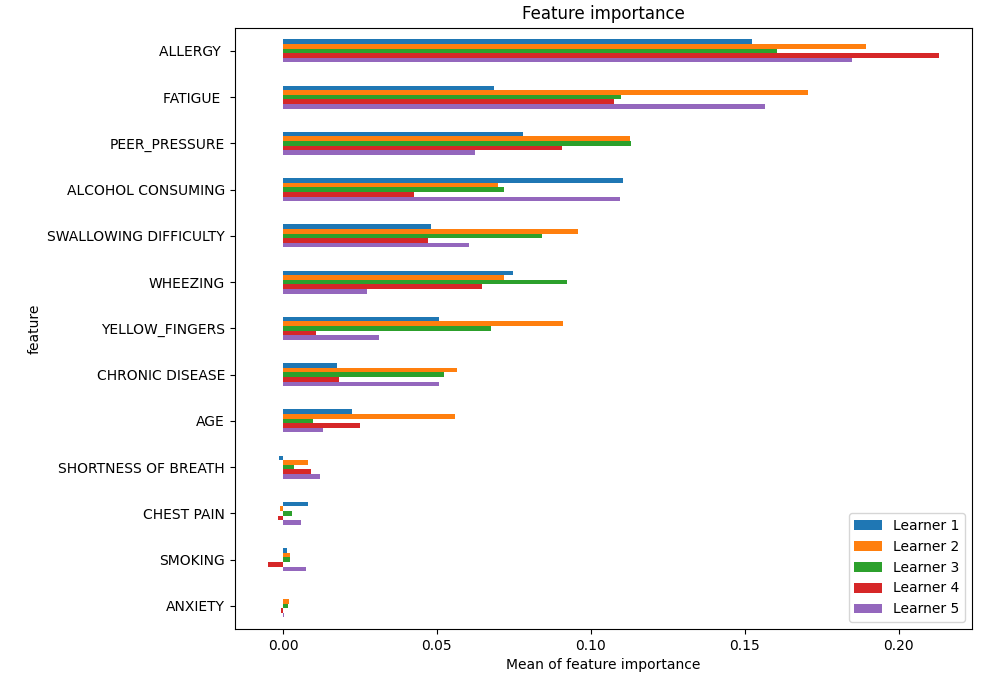 Feature importance
ALLERGY
FATIGUE
PEER_PRESSURE
ALCOHOL CONSUMING
SWALLOWING DIFFICULTY
WHEEZING
YELLOW_FINGERS
CHRONIC DISEASE
AGE
SHORTNESS OF BREATH
CHEST PAIN
SMOKING
ANXIETY
feature
Learner 1
Learner 2
Learner 3
Learner 4
Learner 5
0.00 0.05 0.10 0.15 0.20
Mean of feature importance